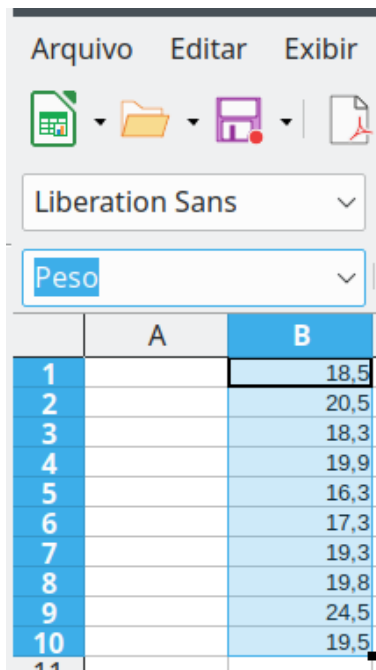 Arquivo Editar Exibir
Liberation Sans
Peso
A B
1 18,5
2 20,5
3 18,3
4 19,9
5 16,3
6 17,3
7 19,3
8 19,8
9 24,5
10 19,5
11